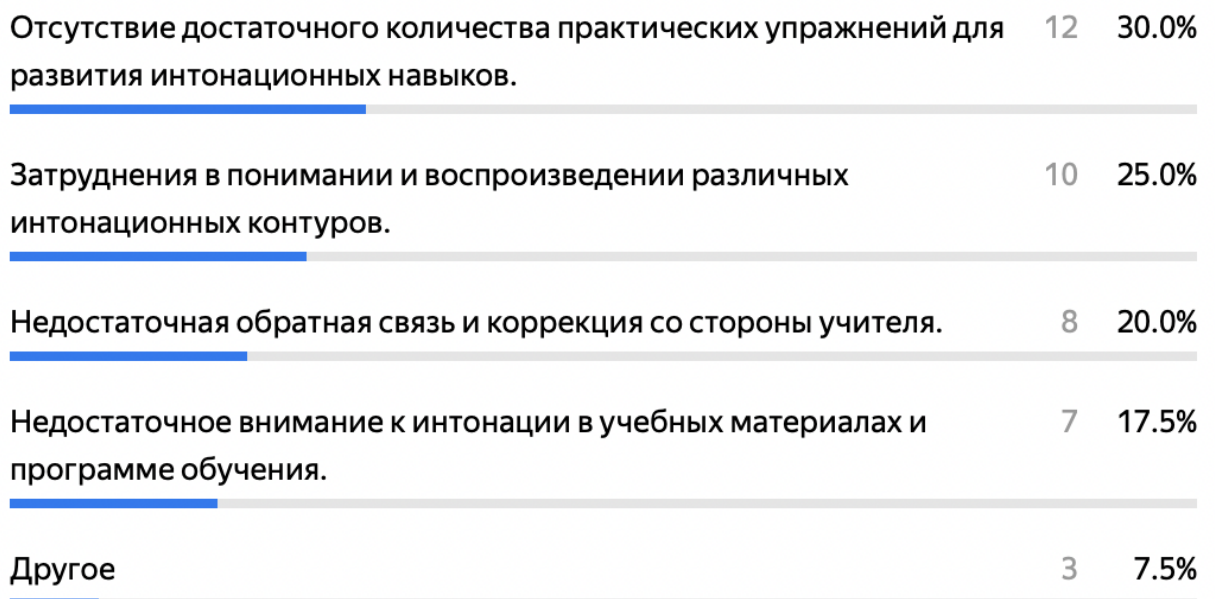 Отсутствие достаточного количества практических упражнений для 12 30.0%
развития интонационных навыков.
Затруднения в понимании и воспроизведении различных 10 25.0%
интонационных контуров.
Недостаточная обратная связь и коррекция со стороны учителя. 8 20.0%
Недостаточное внимание к интонации в учебных материалах и 7 17.5%
программе обучения.
Другое 3 7.5%